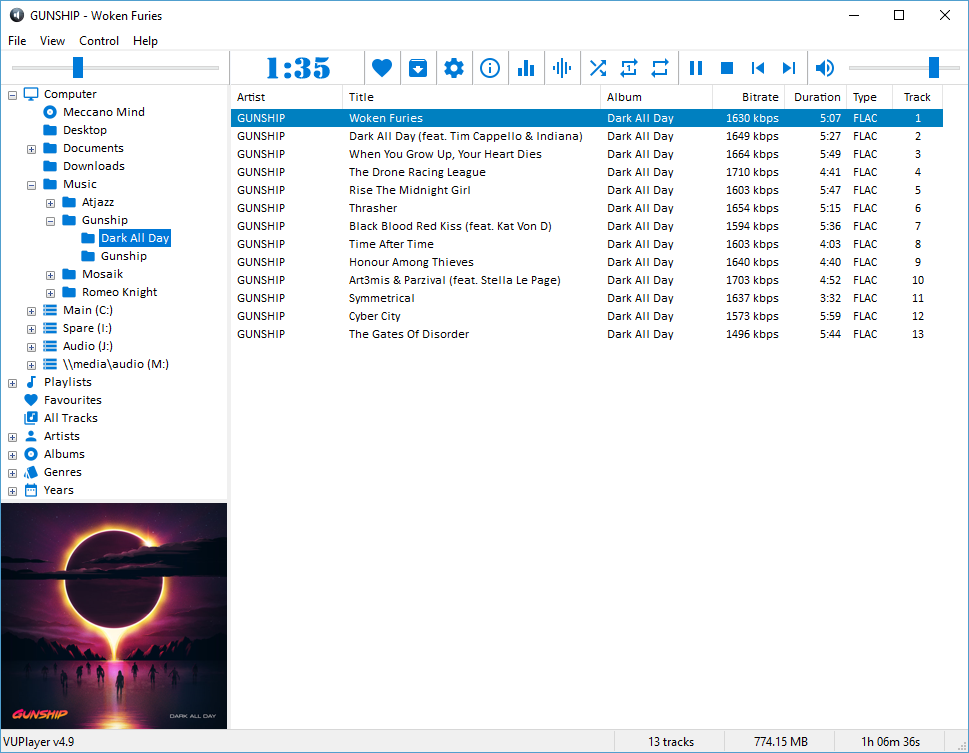 GUNSHIP - Woken Furies
File View Control Help
1:35
Computer
Meccano Mind
Desktop
Documents
Downloads
Music
Atjazz
Gunship
Dark All Day
Gunship
Mosaik
Romeo Knight
Main (C:)
Spare (I:)
Audio (J:)
\\media\audio (M:)
Playlists
Favourites
All Tracks
Artists
Albums
Genres
Years
Artist Title Album Bitrate Duration Type Track
GUNSHIP Woken Furies Dark All Day 1630 kbps 5:07 FLAC 1
GUNSHIP Dark All Day (feat. Tim Cappello & Indiana) Dark All Day 1649 kbps 5:27 FLAC 2
GUNSHIP When You Grow Up, Your Heart Dies Dark All Day 1664 kbps 5:49 FLAC 3
GUNSHIP The Drone Racing League Dark All Day 1710 kbps 4:41 FLAC 4
GUNSHIP Rise The Midnight Girl Dark All Day 1603 kbps 5:47 FLAC 5
GUNSHIP Thrasher Dark All Day 1654 kbps 5:15 FLAC 6
GUNSHIP Black Blood Red Kiss (feat. Kat Von D) Dark All Day 1594 kbps 5:36 FLAC 7
GUNSHIP Time After Time Dark All Day 1603 kbps 4:03 FLAC 8
GUNSHIP Honour Among Thieves Dark All Day 1640 kbps 4:40 FLAC 9
GUNSHIP Art3mis & Parzival (feat. Stella Le Page) Dark All Day 1703 kbps 4:52 FLAC 10
GUNSHIP Symmetrical Dark All Day 1637 kbps 3:32 FLAC 11
GUNSHIP Cyber City Dark All Day 1573 kbps 5:59 FLAC 12
GUNSHIP The Gates Of Disorder Dark All Day 1496 kbps 5:44 FLAC 13
GUNSHIP DARK ALL DAY
VUPlayer v4.9 13 tracks 774.15 MB 1h 06m 36s